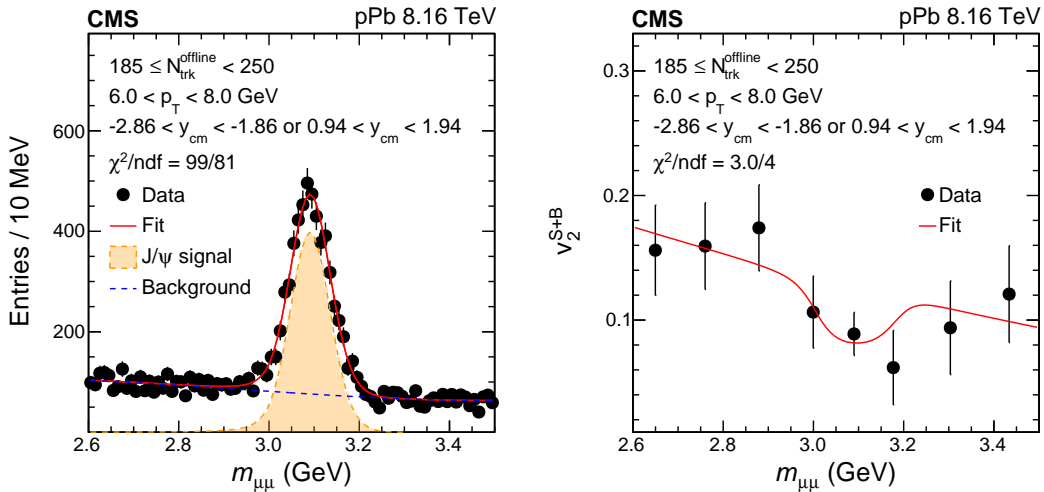 CMS pPb 8.16 TeV
185 ≤ N_trk^offline < 250
6.0 < p_T < 8.0 GeV
-2.86 < y_cm < -1.86 or 0.94 < y_cm < 1.94
χ²/ndf = 99/81
Data
Fit
J/ψ signal
Background
Entries / 10 MeV
600
400
200
2.6 2.8 3.0 3.2 3.4
m_μμ (GeV)
CMS pPb 8.16 TeV
185 ≤ N_trk^offline < 250
6.0 < p_T < 8.0 GeV
-2.86 < y_cm < -1.86 or 0.94 < y_cm < 1.94
χ²/ndf = 3.0/4
Data
Fit
v_2^S+B
0.3
0.2
0.1
2.6 2.8 3.0 3.2 3.4
m_μμ (GeV)